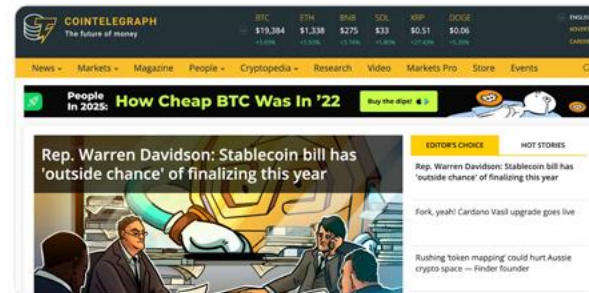 COINTELEGRAPH
The future of money
BTC ETH BNB SOL XRP DOGE
$19,384 $1,338 $275 $33 $0.51 $0.06
ENGLIS
ADVERT
CAREER
News Markets Magazine People Cryptopedia Research Video Markets Pro Store Events
People
In 2025: How Cheap BTC Was In '22 Buy the dips!
EDITOR'S CHOICE HOT STORIES
Rep. Warren Davidson: Stablecoin bill has
'outside chance' of finalizing this year
Rep. Warren Davidson: Stablecoin bill has
'outside chance' of finalizing this year
Fork, yeah! Cardano Vasil upgrade goes live
Rushing 'token mapping' could hurt Aussie
crypto space — Finder founder